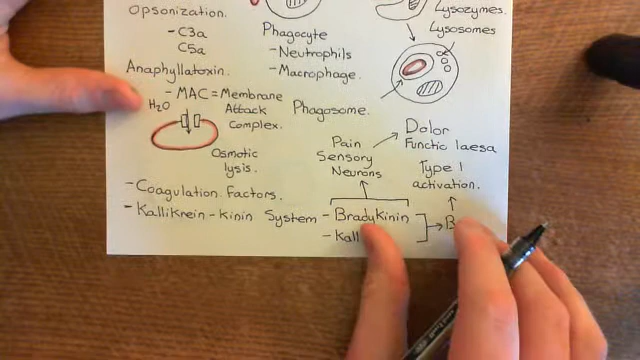 Opsonization.
- C3a
C5a
Anaphyllatoxin.
- MAC = Membrane
Attack
Complex.
H₂O
Osmotic
lysis.
Phagocyte
- Neutrophils
- Macrophage.
Lysozymes.
Lysosomes
Phagosome.
Pain
Sensory
Neurons
Dolor
Functio laesa
Type 1
activation.
- Coagulation Factors.
- Kallikrein - Kinin System - Bradykinin
- Kall